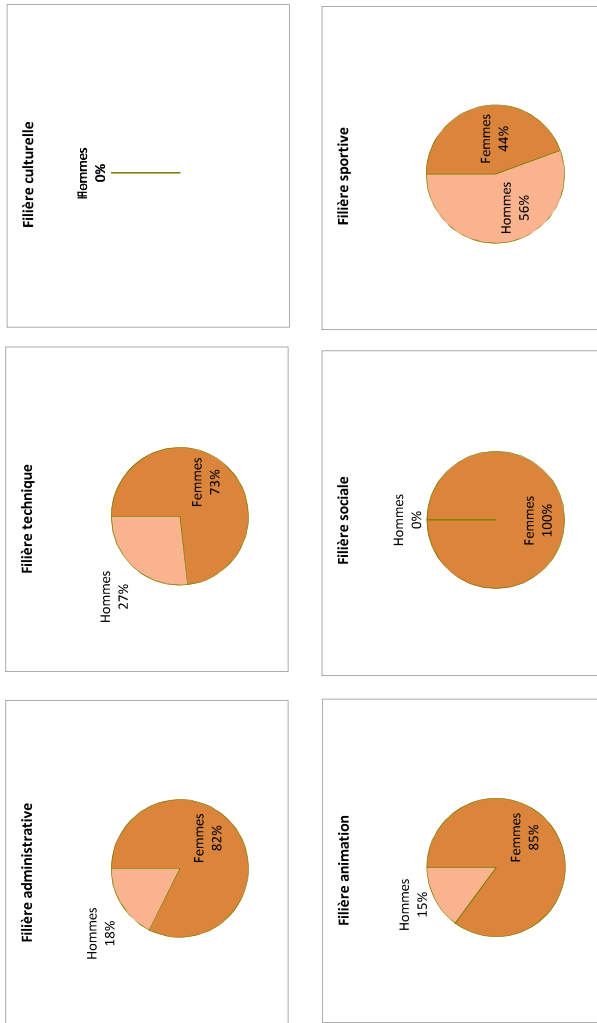 Filière administrative
Hommes
18%
Femmes
82%
Filière technique
Hommes
27%
Femmes
73%
Filière culturelle
Hommes
0%
Filière animation
Hommes
15%
Femmes
85%
Filière sociale
Hommes
0%
Femmes
100%
Filière sportive
Femmes
44%
Hommes
56%